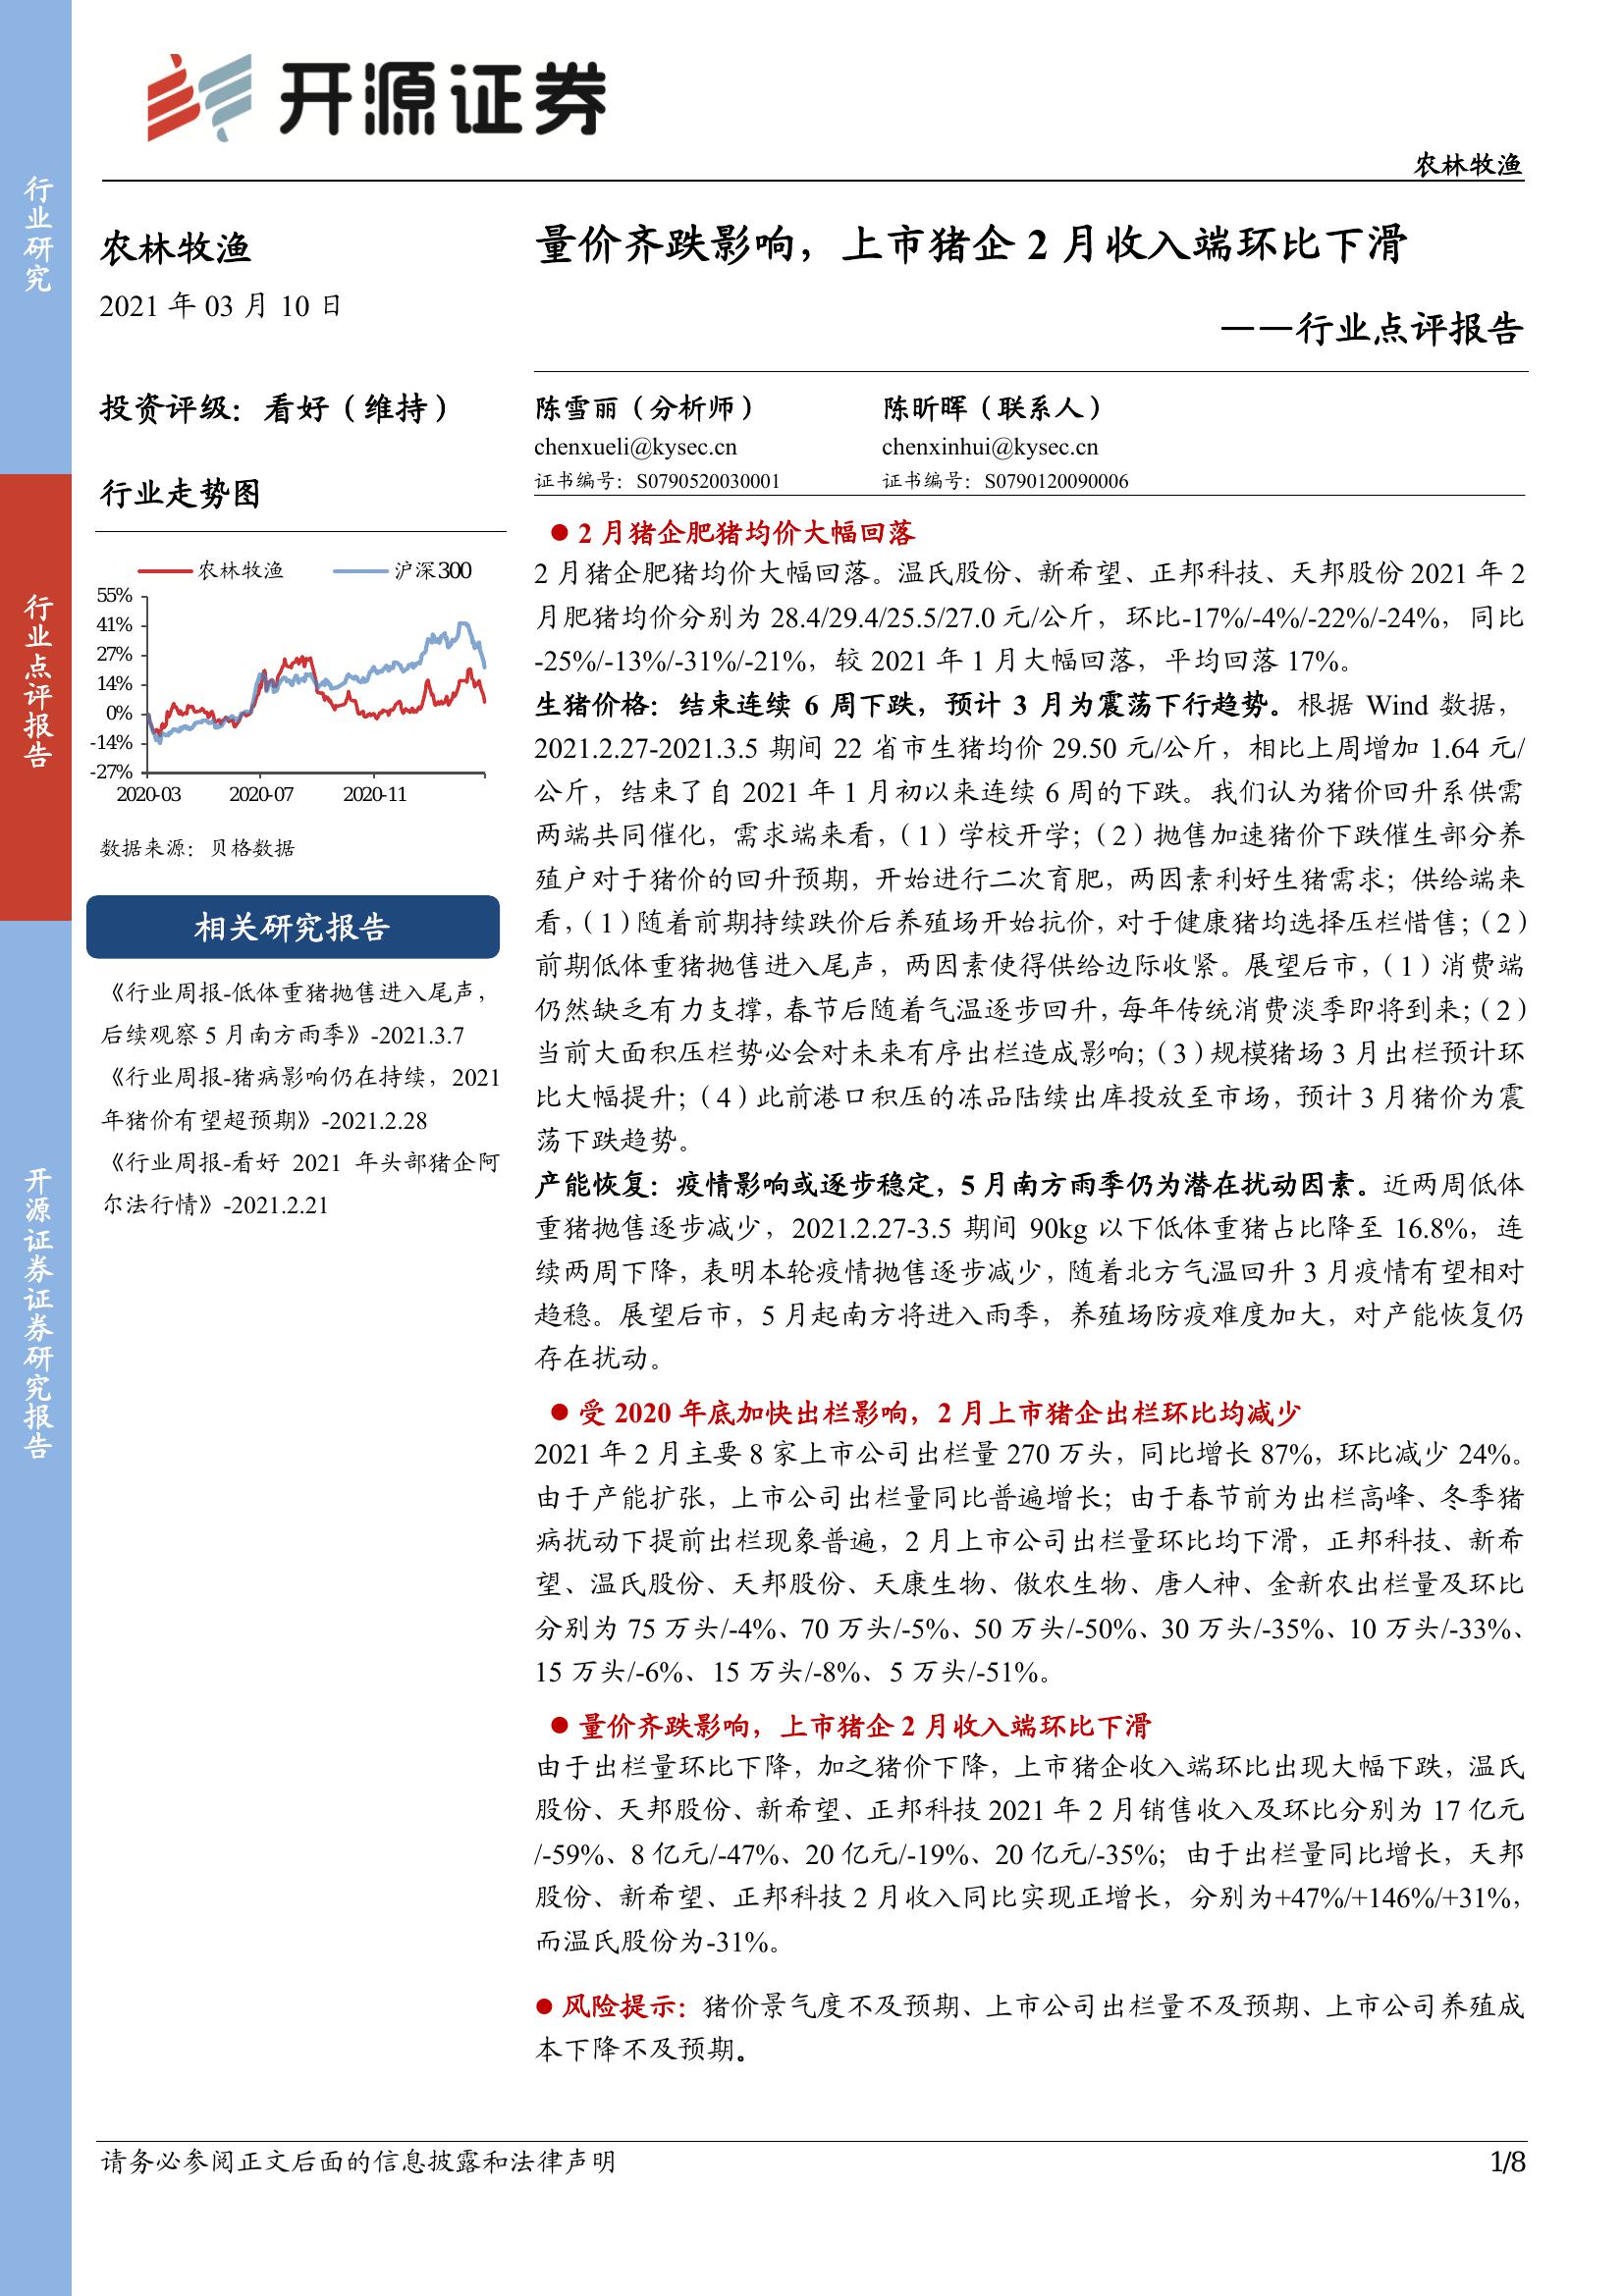 开源证券
农林牧渔
行业研究
行业点评报告
开源证券证券研究报告
农林牧渔
2021 年 03 月 10 日
投资评级：看好（维持）
行业走势图
农林牧渔 沪深300
55%
41%
27%
14%
0%
-14%
-27%
2020-03 2020-07 2020-11
数据来源：贝格数据
相关研究报告
《行业周报-低体重猪抛售进入尾声，
后续观察 5 月南方雨季》-2021.3.7
《行业周报-猪病影响仍在持续，2021
年猪价有望超预期》-2021.2.28
《行业周报-看好 2021 年头部猪企阿
尔法行情》-2021.2.21
量价齐跌影响，上市猪企 2 月收入端环比下滑
——行业点评报告
陈雪丽（分析师） 陈昕晖（联系人）
chenxueli@kysec.cn chenxinhui@kysec.cn
证书编号：S0790520030001 证书编号：S0790120090006
● 2 月猪企肥猪均价大幅回落
2 月猪企肥猪均价大幅回落。温氏股份、新希望、正邦科技、天邦股份 2021 年 2
月肥猪均价分别为 28.4/29.4/25.5/27.0 元/公斤，环比-17%/-4%/-22%/-24%，同比
-25%/-13%/-31%/-21%，较 2021 年 1 月大幅回落，平均回落 17%。
生猪价格：结束连续 6 周下跌，预计 3 月为震荡下行趋势。根据 Wind 数据，
2021.2.27-2021.3.5 期间 22 省市生猪均价 29.50 元/公斤，相比上周增加 1.64 元/
公斤，结束了自 2021 年 1 月初以来连续 6 周的下跌。我们认为猪价回升系供需
两端共同催化，需求端来看，（1）学校开学；（2）抛售加速猪价下跌催生部分养
殖户对于猪价的回升预期，开始进行二次育肥，两因素利好生猪需求；供给端来
看，（1）随着前期持续跌价后养殖场开始抗价，对于健康猪均选择压栏惜售；（2）
前期低体重猪抛售进入尾声，两因素使得供给边际收紧。展望后市，（1）消费端
仍然缺乏有力支撑，春节后随着气温逐步回升，每年传统消费淡季即将到来；（2）
当前大面积压栏势必会对未来有序出栏造成影响；（3）规模猪场 3 月出栏预计环
比大幅提升；（4）此前港口积压的冻品陆续出库投放至市场，预计 3 月猪价为震
荡下跌趋势。
产能恢复：疫情影响或逐步稳定，5 月南方雨季仍为潜在扰动因素。近两周低体
重猪抛售逐步减少，2021.2.27-3.5 期间 90kg 以下低体重猪占比降至 16.8%，连
续两周下降，表明本轮疫情抛售逐步减少，随着北方气温回升 3 月疫情有望相对
趋稳。展望后市，5 月起南方将进入雨季，养殖场防疫难度加大，对产能恢复仍
存在扰动。
● 受 2020 年底加快出栏影响，2 月上市猪企出栏环比均减少
2021 年 2 月主要 8 家上市公司出栏量 270 万头，同比增长 87%，环比减少 24%。
由于产能扩张，上市公司出栏量同比普遍增长；由于春节前为出栏高峰、冬季猪
病扰动下提前出栏现象普遍，2 月上市公司出栏量环比均下滑，正邦科技、新希
望、温氏股份、天邦股份、天康生物、傲农生物、唐人神、金新农出栏量及环比
分别为 75 万头/-4%、70 万头/-5%、50 万头/-50%、30 万头/-35%、10 万头/-33%、
15 万头/-6%、15 万头/-8%、5 万头/-51%。
● 量价齐跌影响，上市猪企 2 月收入端环比下滑
由于出栏量环比下降，加之猪价下降，上市猪企收入端环比出现大幅下跌，温氏
股份、天邦股份、新希望、正邦科技 2021 年 2 月销售收入及环比分别为 17 亿元
/-59%、8 亿元/-47%、20 亿元/-19%、20 亿元/-35%；由于出栏量同比增长，天邦
股份、新希望、正邦科技 2 月收入同比实现正增长，分别为+47%/+146%/+31%，
而温氏股份为-31%。
● 风险提示：猪价景气度不及预期、上市公司出栏量不及预期、上市公司养殖成
本下降不及预期。
请务必参阅正文后面的信息披露和法律声明 1/8